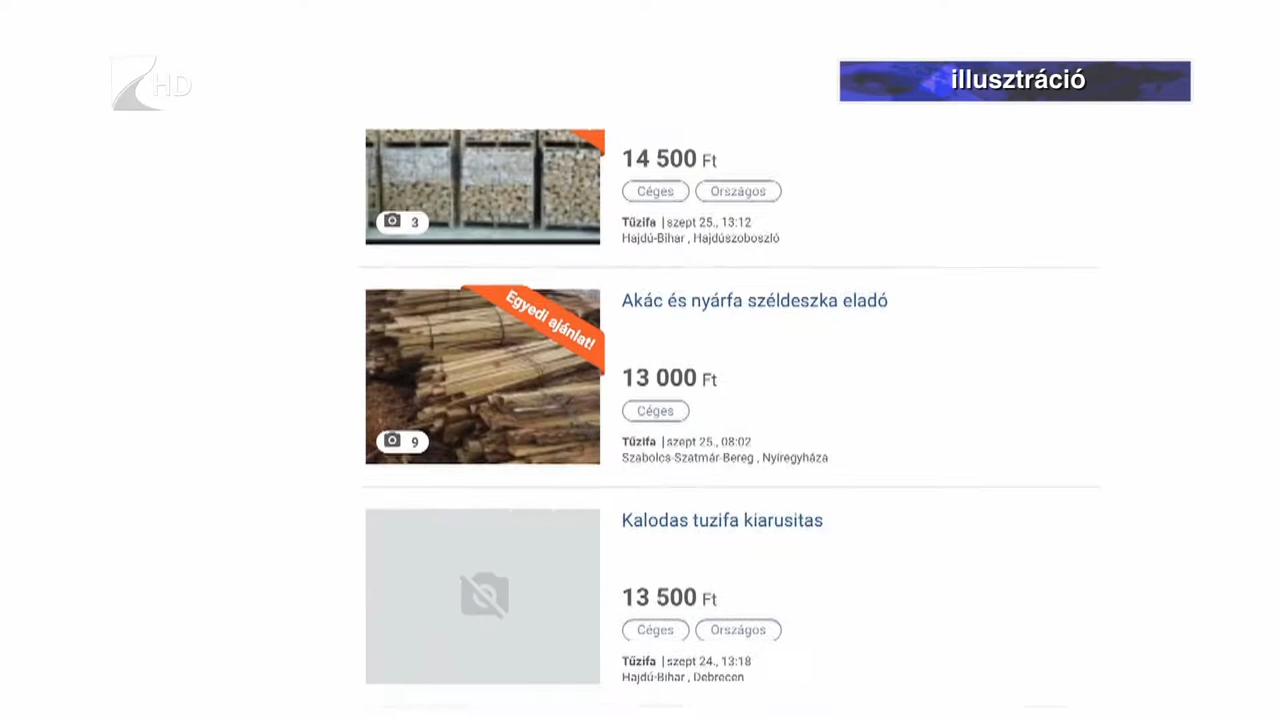 HD
illusztráció
14 500 Ft
Céges Országos
3
Tűzifa | szept 25., 13:12
Hajdú-Bihar , Hajdúszoboszló
Egyedi ajánlat!
Akác és nyárfa széldeszka eladó
13 000 Ft
Céges
9
Tűzifa | szept 25., 08:02
Szabolcs-Szatmár-Bereg , Nyíregyháza
Kalodas tuzifa kiarusitas
13 500 Ft
Céges Országos
Tűzifa | szept 24., 13:18
Hajdú-Bihar , Debrecen